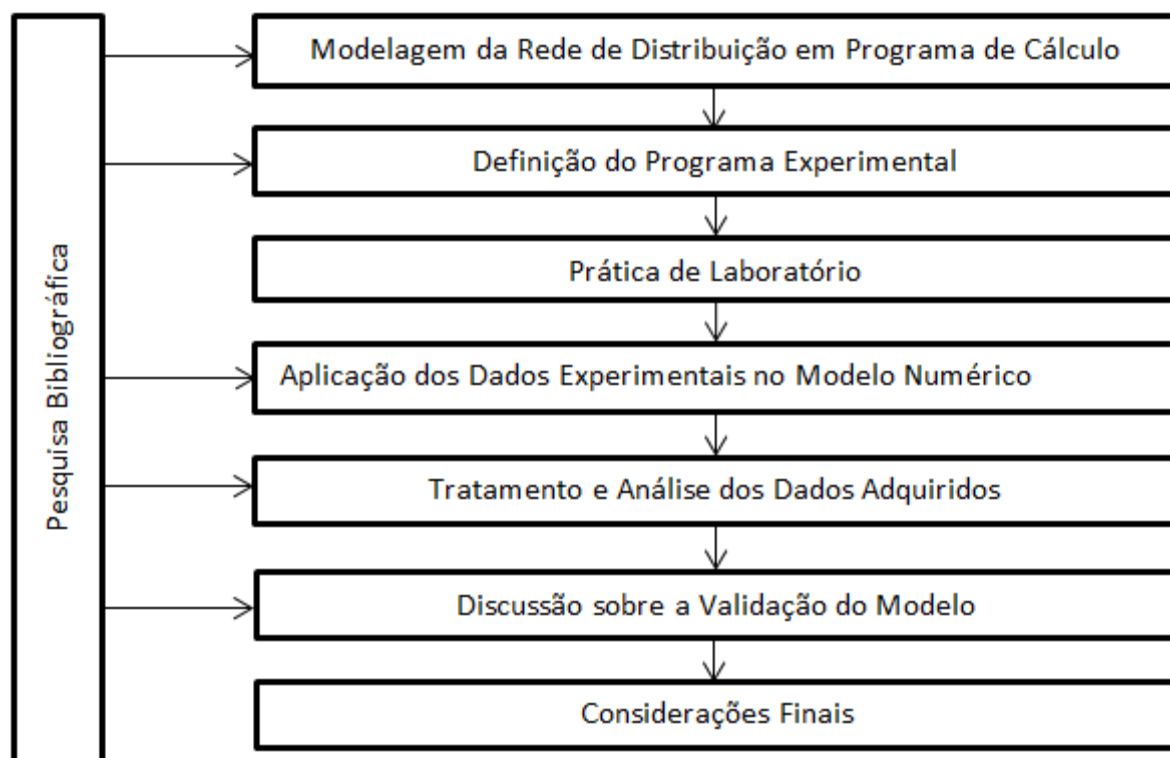 Pesquisa Bibliográfica
Modelagem da Rede de Distribuição em Programa de Cálculo
Definição do Programa Experimental
Prática de Laboratório
Aplicação dos Dados Experimentais no Modelo Numérico
Tratamento e Análise dos Dados Adquiridos
Discussão sobre a Validação do Modelo
Considerações Finais